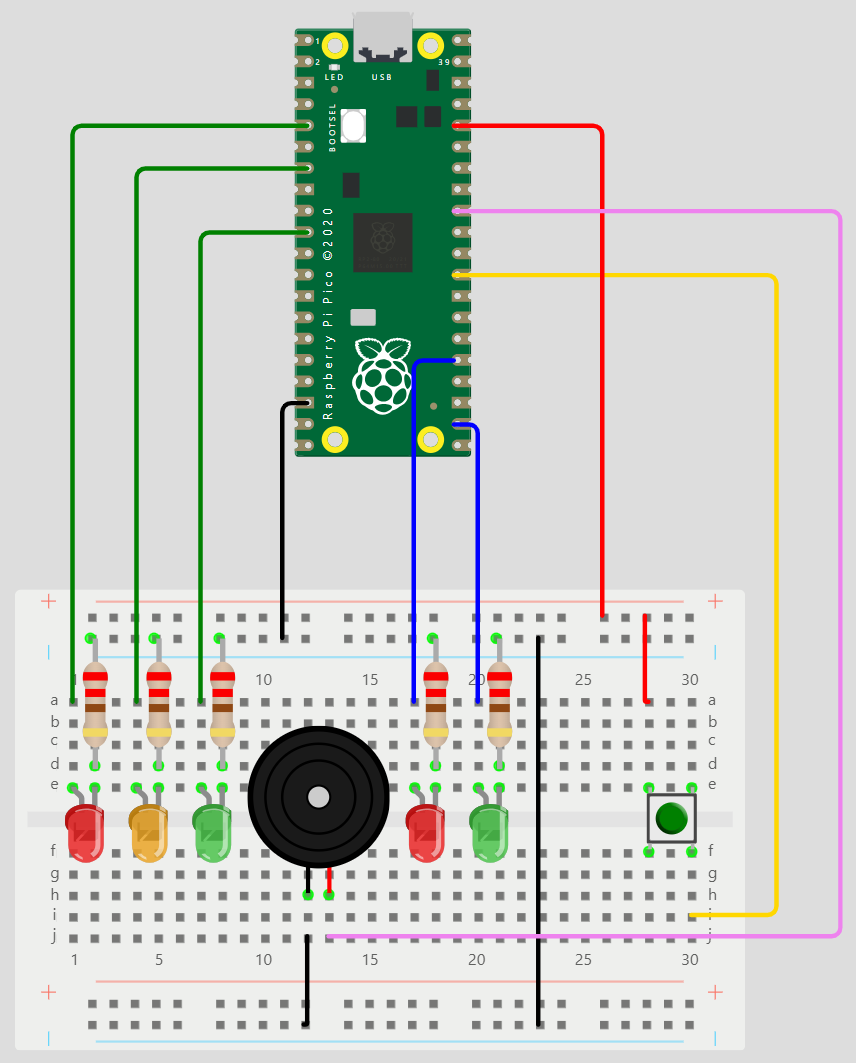 1
2
39
LED
USB
BOOTSEL
Raspberry Pi Pico ©2020
+ +
| |
1 10 15 20 25 30
a a
b b
c c
d d
e e
f f
g g
h h
i i
j j
1 5 10 15 20 25 30
+ +
| |